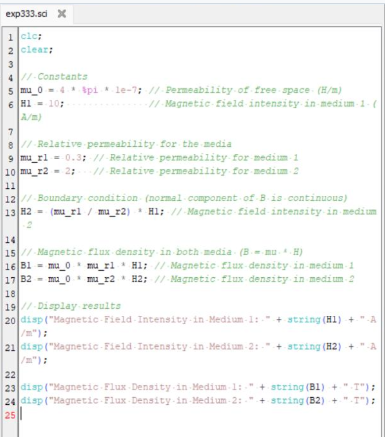 exp333.sci
1 clc;
2 clear;
3
4 // Constants
5 mu_0 = 4 * %pi * 1e-7; // Permeability of free space (H/m)
6 H1 = 10; // Magnetic field intensity in medium 1 (
A/m)
7
8 // Relative permeability for the media
9 mu_r1 = 0.3; // Relative permeability for medium 1
10 mu_r2 = 2; // Relative permeability for medium 2
11
12 // Boundary condition (normal component of B is continuous)
13 H2 = (mu_r1 / mu_r2) * H1; // Magnetic field intensity in medium
2
14
15 // Magnetic flux density in both media (B = mu * H)
16 B1 = mu_0 * mu_r1 * H1; // Magnetic flux density in medium 1
17 B2 = mu_0 * mu_r2 * H2; // Magnetic flux density in medium 2
18
19 // Display results
20 disp("Magnetic Field Intensity in Medium 1: " + string(H1) + " A
/m");
21 disp("Magnetic Field Intensity in Medium 2: " + string(H2) + " A
/m");
22
23 disp("Magnetic Flux Density in Medium 1: " + string(B1) + " T");
24 disp("Magnetic Flux Density in Medium 2: " + string(B2) + " T");
25